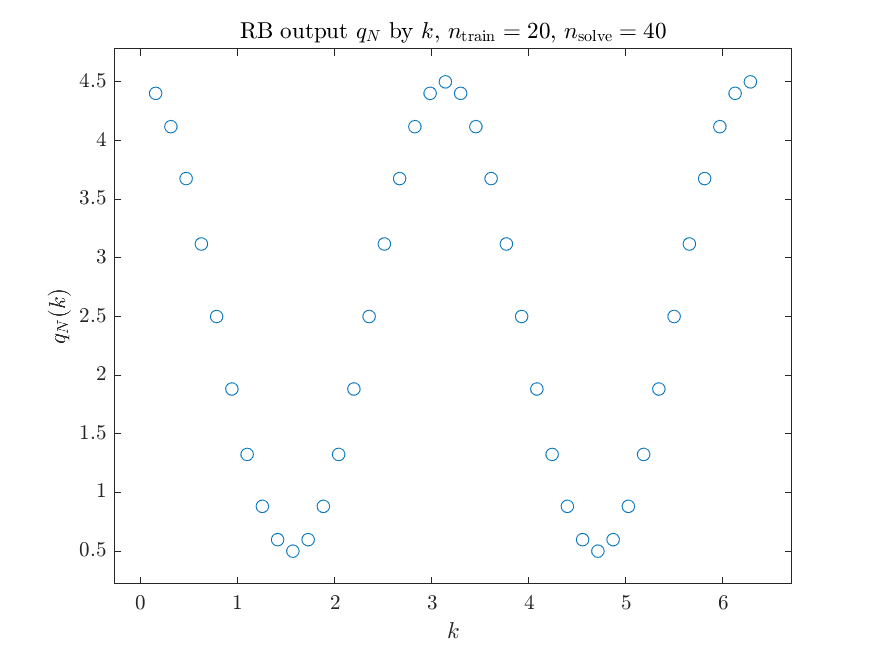 RB output q_N by k, n_train = 20, n_solve = 40
4.5
4
3.5
3
2.5
2
1.5
1
0.5
q_N(k)
0 1 2 3 4 5 6
k